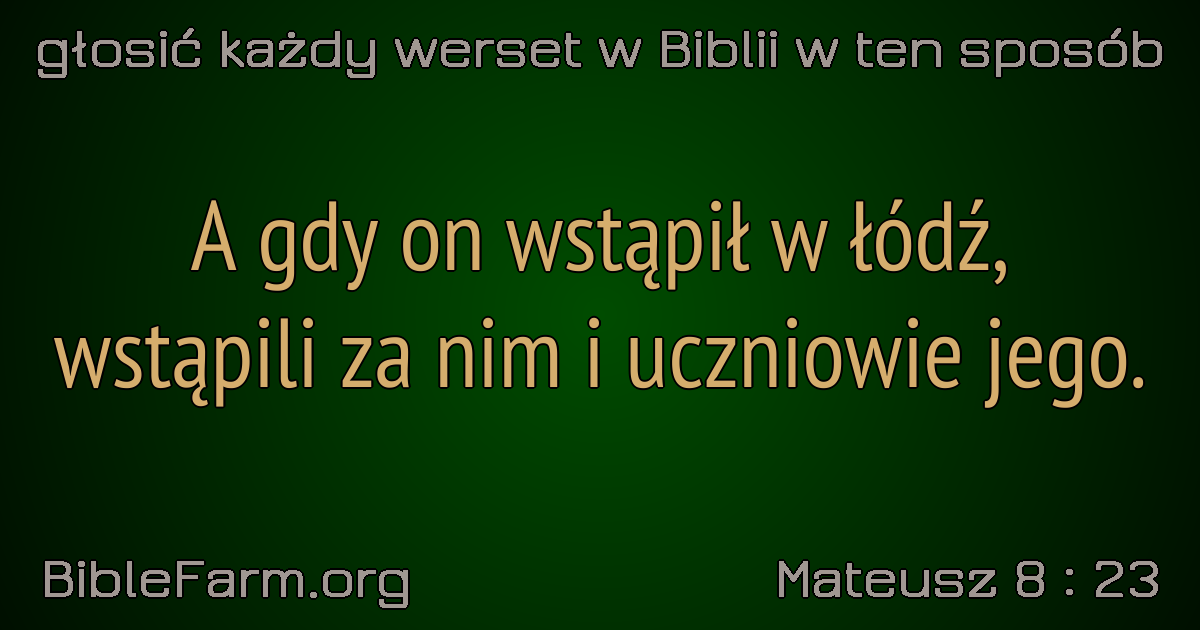 głosić każdy werset w Biblii w ten sposób
A gdy on wstąpił w łódź,
wstąpili za nim i uczniowie jego.
BibleFarm.org
Mateusz 8 : 23